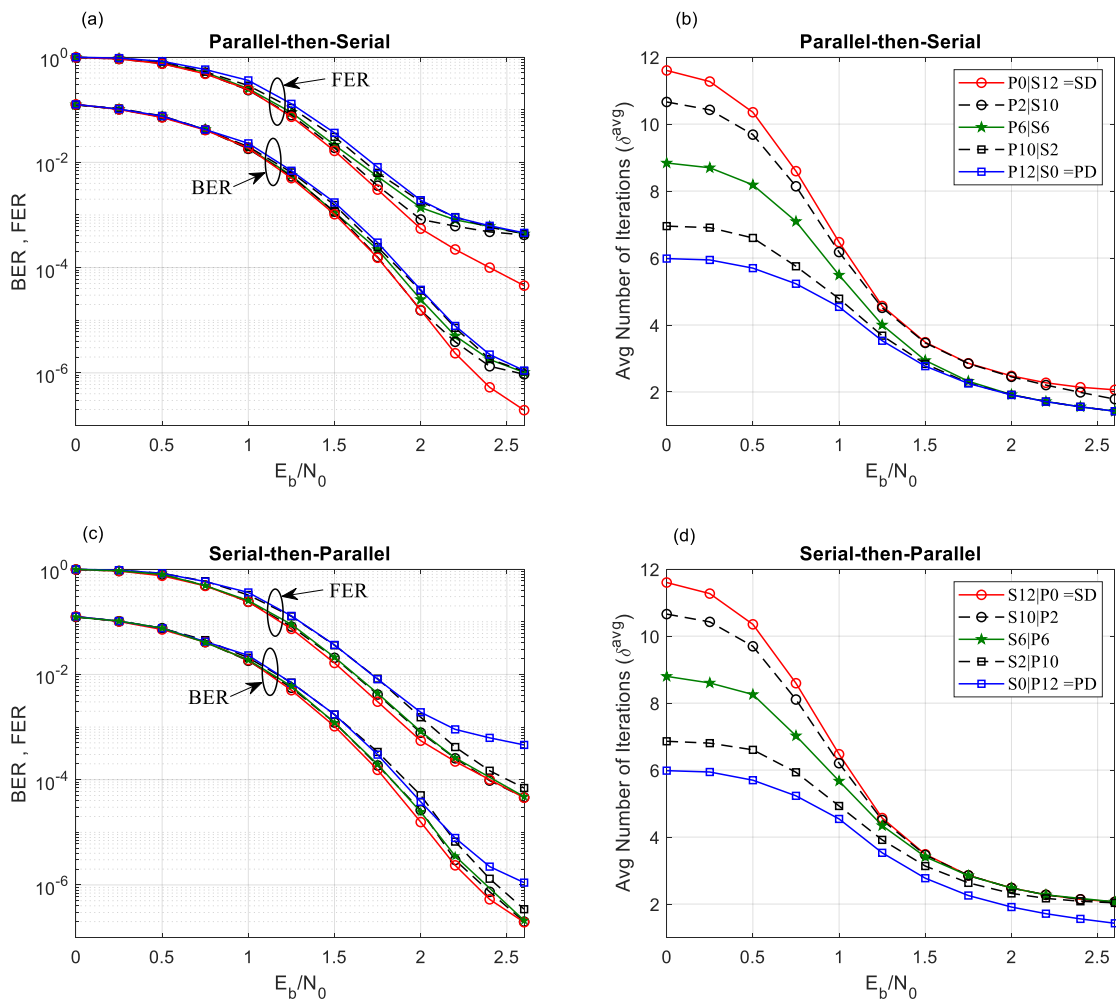 (a)
Parallel-then-Serial
10^0
10^-2
10^-4
10^-6
BER , FER
FER
BER
0
0.5
1
1.5
2
2.5
E_b/N_0
(b)
Parallel-then-Serial
12
10
8
6
4
2
Avg Number of Iterations (δ^avg)
P0|S12 =SD
P2|S10
P6|S6
P10|S2
P12|S0 =PD
0
0.5
1
1.5
2
2.5
E_b/N_0
(c)
Serial-then-Parallel
10^0
10^-2
10^-4
10^-6
BER , FER
FER
BER
0
0.5
1
1.5
2
2.5
E_b/N_0
(d)
Serial-then-Parallel
12
10
8
6
4
2
Avg Number of Iterations (δ^avg)
S12|P0 =SD
S10|P2
S6|P6
S2|P10
S0|P12 =PD
0
0.5
1
1.5
2
2.5
E_b/N_0